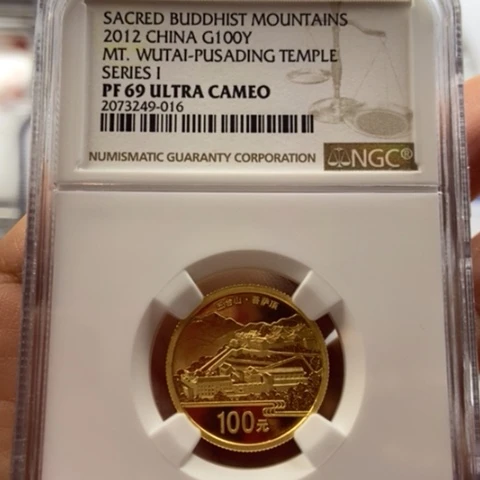 SACRED BUDDHIST MOUNTAINS
2012 CHINA G100Y
MT. WUTAI-PUSADING TEMPLE
SERIES I
PF 69 ULTRA CAMEO
2073249-016
NUMISMATIC GUARANTY CORPORATION
NGC®
五台山·菩萨顶
100元